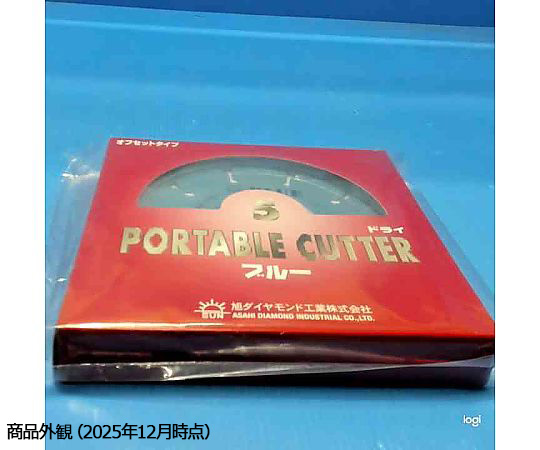 オフセットタイプ
5
ドライ
PORTABLE CUTTER
ブルー
SUN
旭ダイヤモンド工業株式会社
ASAHI DIAMOND INDUSTRIAL CO.,LTD.
logi
商品外観 (2025年12月時点)